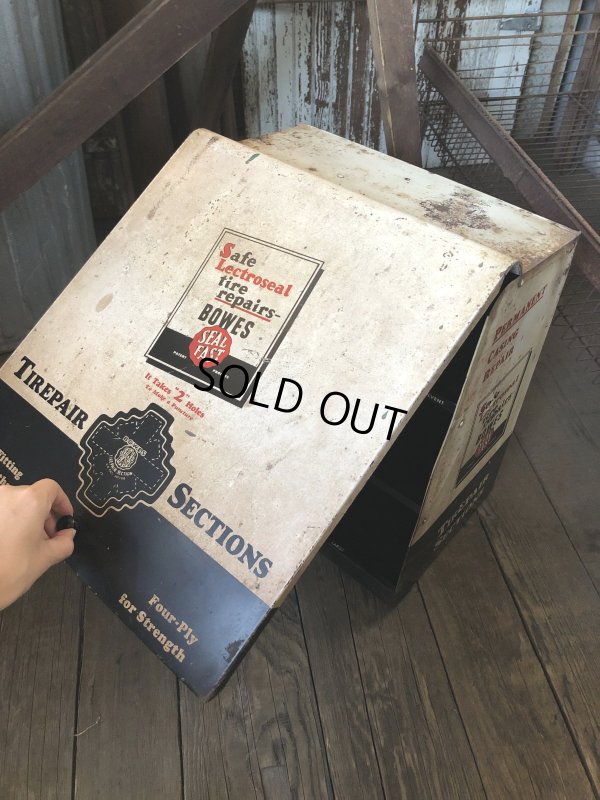 Safe
Lectroseal
tire
repairs-
BOWES
SEAL
FAST
It Takes "2" Holes
To Make a Puncture
TIREPAIR
SECTIONS
Four-Ply
for Strength
SOLD OUT
PERMANENT
CASING
REPAIR
TIREPAIR